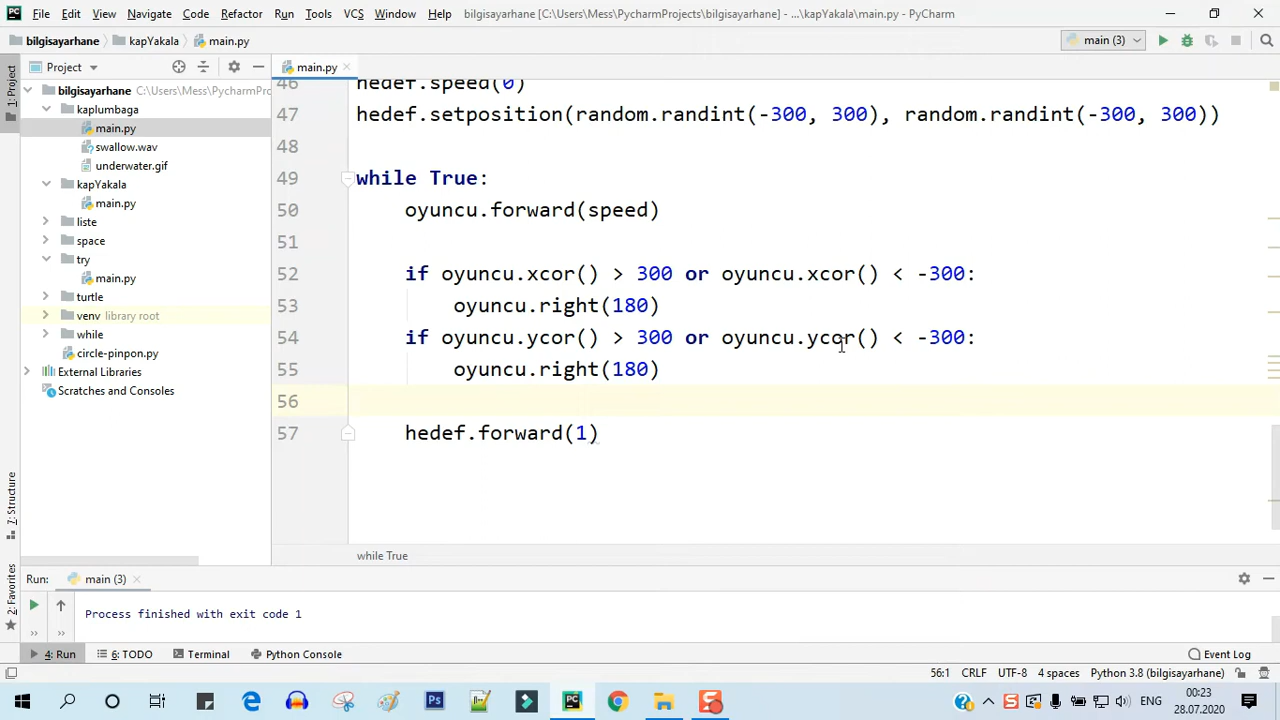 File Edit View Navigate Code Refactor Run Tools VCS Window Help bilgisayarhane [C:\Users\Mess\PycharmProjects\bilgisayarhane] - ...\kapYakala\main.py - PyCharm
bilgisayarhane kapYakala main.py main (3)
Project main.py
1: Project
bilgisayarhane C:\Users\Mess\PycharmPro
kaplumbaga
main.py
swallow.wav
underwater.gif
kapYakala
main.py
liste
space
try
main.py
turtle
venv library root
while
circle-pinpon.py
External Libraries
Scratches and Consoles
46 hedef.speed(0)
47 hedef.setposition(random.randint(-300, 300), random.randint(-300, 300))
48
49 while True:
50 oyuncu.forward(speed)
51
52 if oyuncu.xcor() > 300 or oyuncu.xcor() < -300:
53 oyuncu.right(180)
54 if oyuncu.ycor() > 300 or oyuncu.ycor() < -300:
55 oyuncu.right(180)
56
57 hedef.forward(1)
while True
7: Structure
2: Favorites
Run: main (3)
Process finished with exit code 1
4: Run 6: TODO Terminal Python Console Event Log
56:1 CRLF UTF-8 4 spaces Python 3.8 (bilgisayarhane)
Ps PC ENG 00:23
28.07.2020